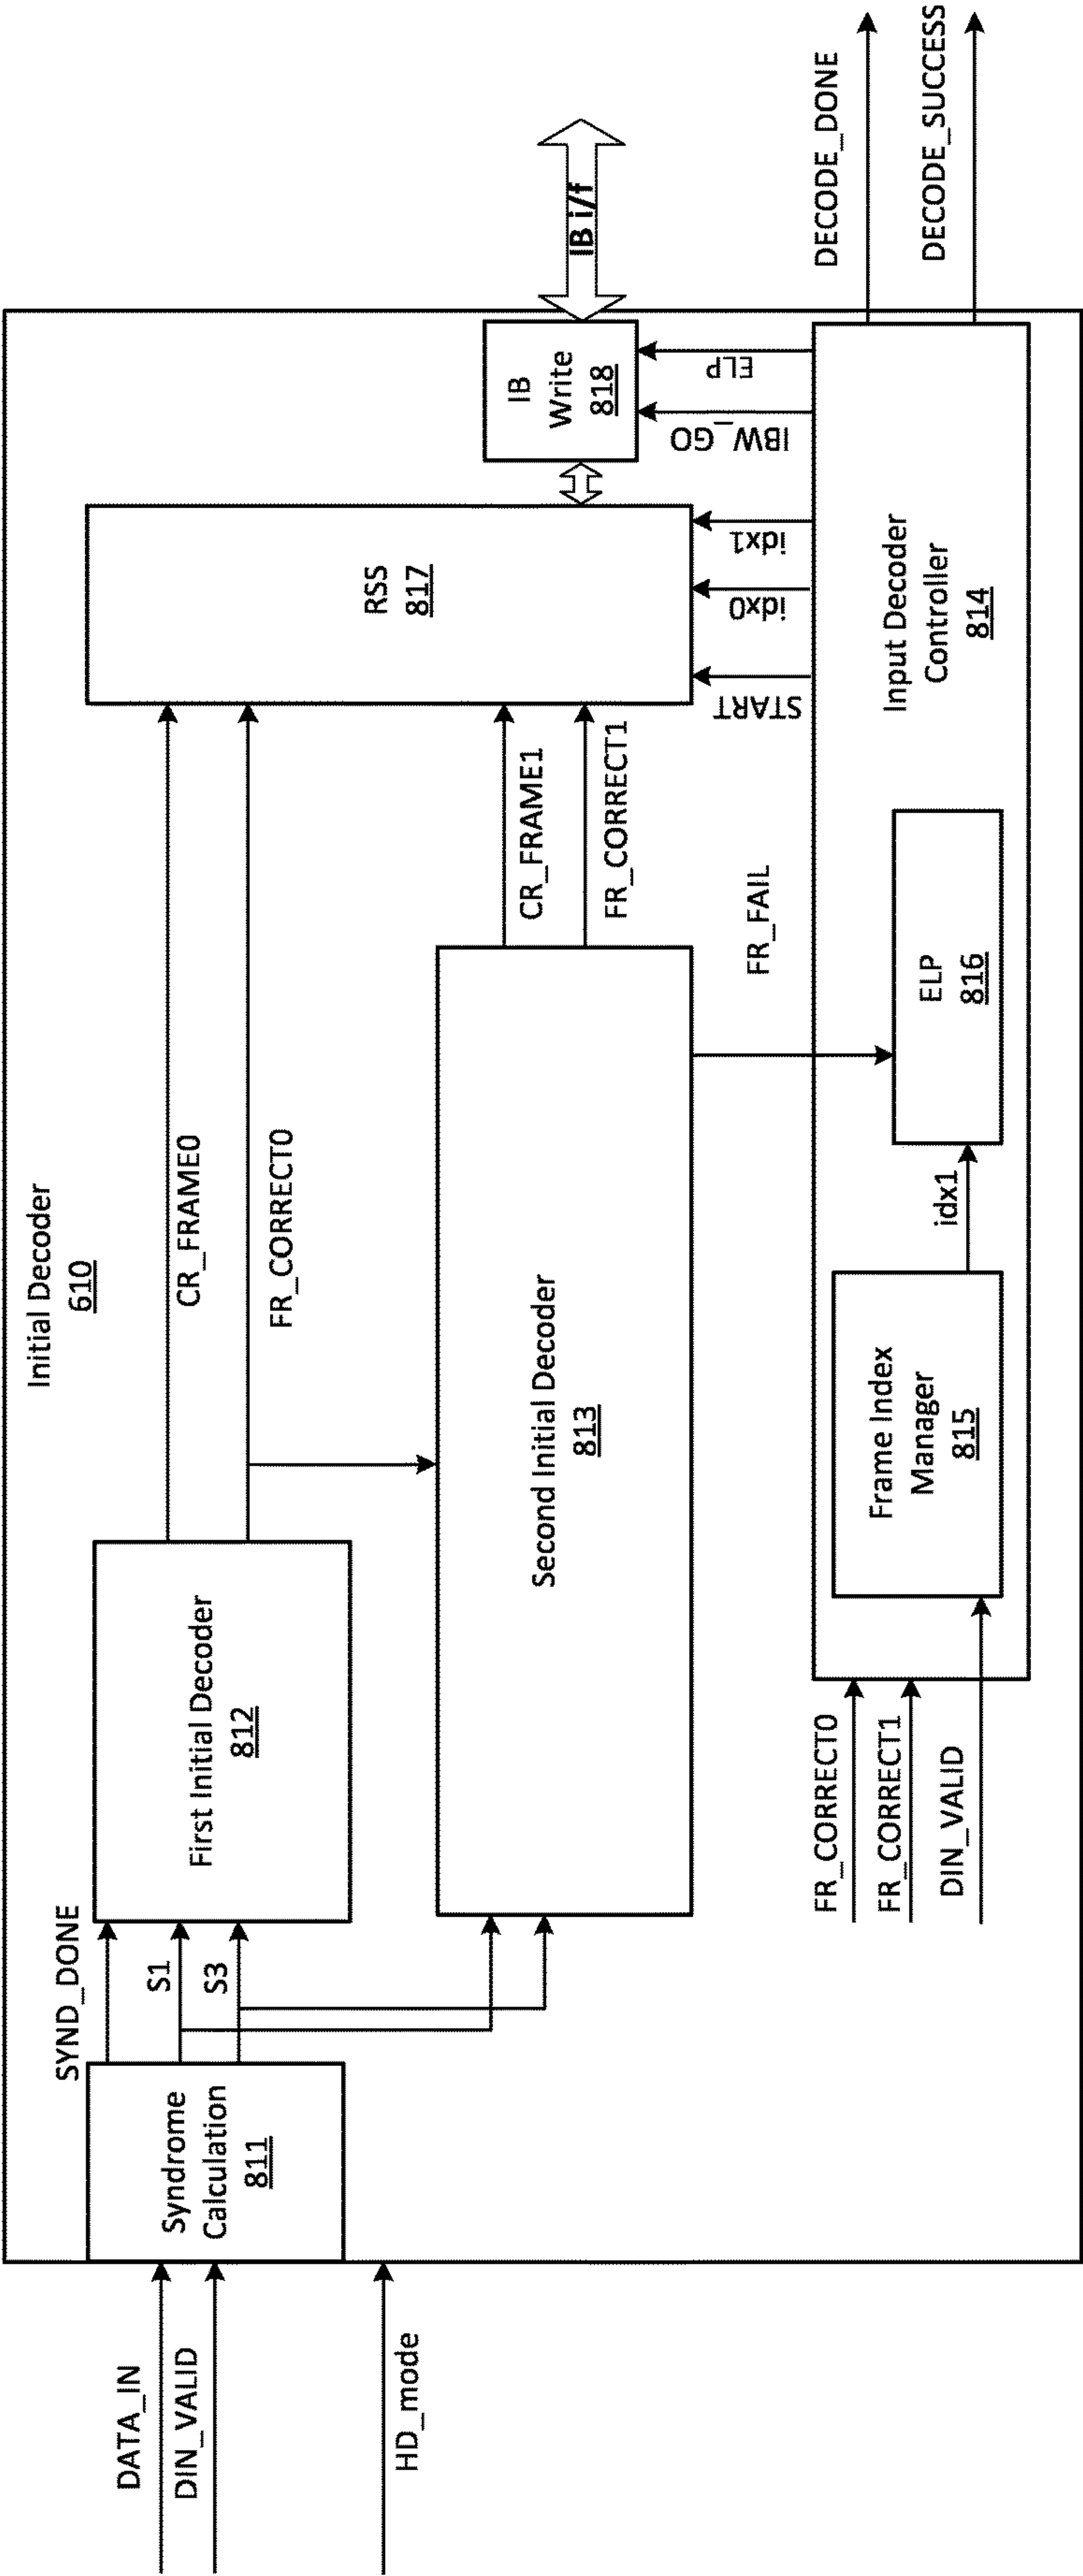 Initial Decoder
610
DATA_IN
DIN_VALID
HD_mode
Syndrome
Calculation
811
SYND_DONE
S1
S3
First Initial Decoder
812
CR_FRAME0
FR_CORRECT0
Second Initial Decoder
813
CR_FRAME1
FR_CORRECT1
FR_FAIL
RSS
817
IB
Write
818
IB i/f
START
idx0
idx1
IBW_GO
ELP
FR_CORRECT0
FR_CORRECT1
DIN_VALID
Frame Index
Manager
815
idx1
ELP
816
Input Decoder
Controller
814
DECODE_DONE
DECODE_SUCCESS